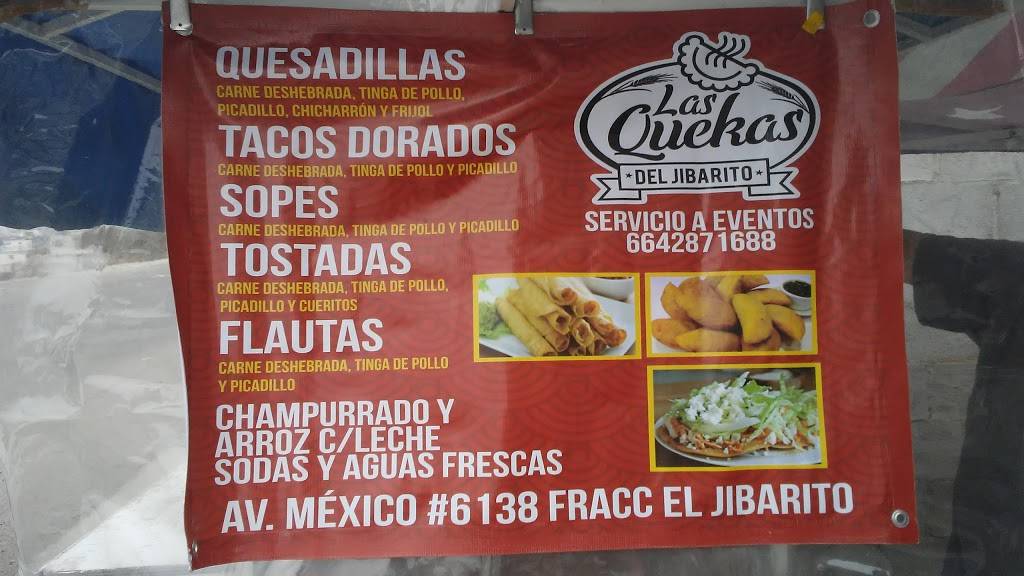 QUESADILLAS
CARNE DESHEBRADA, TINGA DE POLLO,
PICADILLO, CHICHARRÓN Y FRIJOL
TACOS DORADOS
CARNE DESHEBRADA, TINGA DE POLLO Y PICADILLO
SOPES
CARNE DESHEBRADA, TINGA DE POLLO Y PICADILLO
TOSTADAS
CARNE DESHEBRADA, TINGA DE POLLO,
PICADILLO Y CUERITOS
FLAUTAS
CARNE DESHEBRADA, TINGA DE POLLO
Y PICADILLO
CHAMPURRADO Y
ARROZ C/LECHE
SODAS Y AGUAS FRESCAS
Las
Quekas
DEL JIBARITO
SERVICIO A EVENTOS
6642871688
AV. MÉXICO #6138 FRACC EL JIBARITO